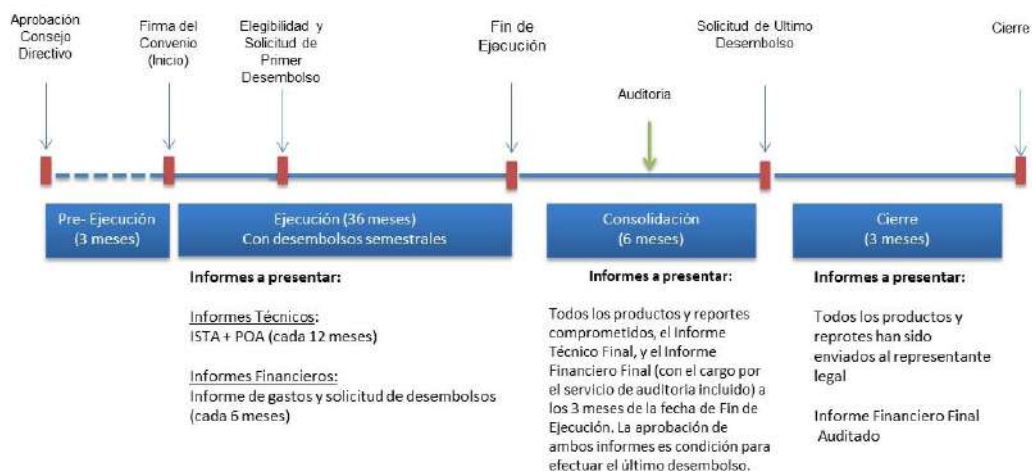 Aprobación
Consejo
Directivo
Firma del
Convenio
(Inicio)
Elegibilidad y
Solicitud de
Primer
Desembolso
Fin de
Ejecución
Auditoria
Solicitud de Ultimo
Desembolso
Cierre
Pre- Ejecución
(3 meses)
Ejecución (36 meses)
Con desembolsos semestrales
Consolidación
(6 meses)
Cierre
(3 meses)
Informes a presentar:
Informes Técnicos:
ISTA + POA (cada 12 meses)
Informes Financieros:
Informe de gastos y solicitud de desembolsos
(cada 6 meses)
Informes a presentar:
Todos los productos y reportes
comprometidos, el Informe
Técnico Final, y el Informe
Financiero Final (con el cargo por
el servicio de auditoria incluido) a
los 3 meses de la fecha de Fin de
Ejecución. La aprobación de
ambos informes es condición para
efectuar el último desembolso.
Informes a presentar:
Todos los productos y
reprotes han sido
enviados al representante
legal
Informe Financiero Final
Auditado